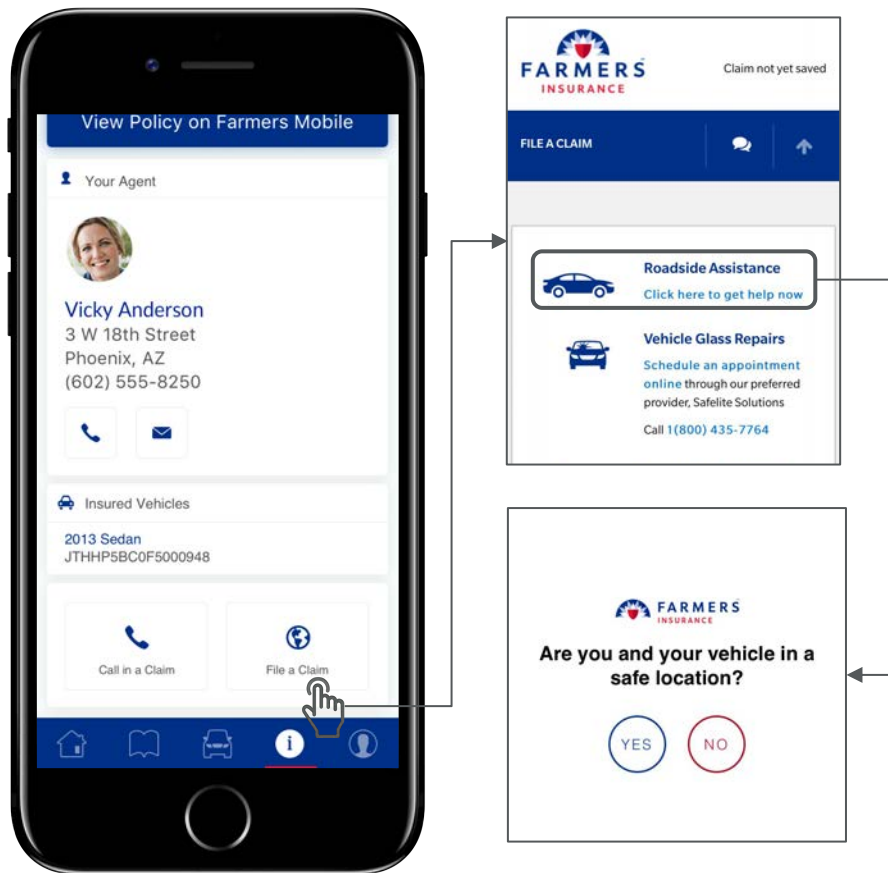 View Policy on Farmers Mobile
Your Agent
Vicky Anderson
3 W 18th Street
Phoenix, AZ
(602) 555-8250
Insured Vehicles
2013 Sedan
JTHHP5BC0F5000948
Call in a Claim
File a Claim
i
FARMERS
INSURANCE
Claim not yet saved
FILE A CLAIM
Roadside Assistance
Click here to get help now
Vehicle Glass Repairs
Schedule an appointment
online through our preferred
provider, Safelite Solutions
Call 1(800) 435-7764
FARMERS
INSURANCE
Are you and your vehicle in a
safe location?
YES
NO